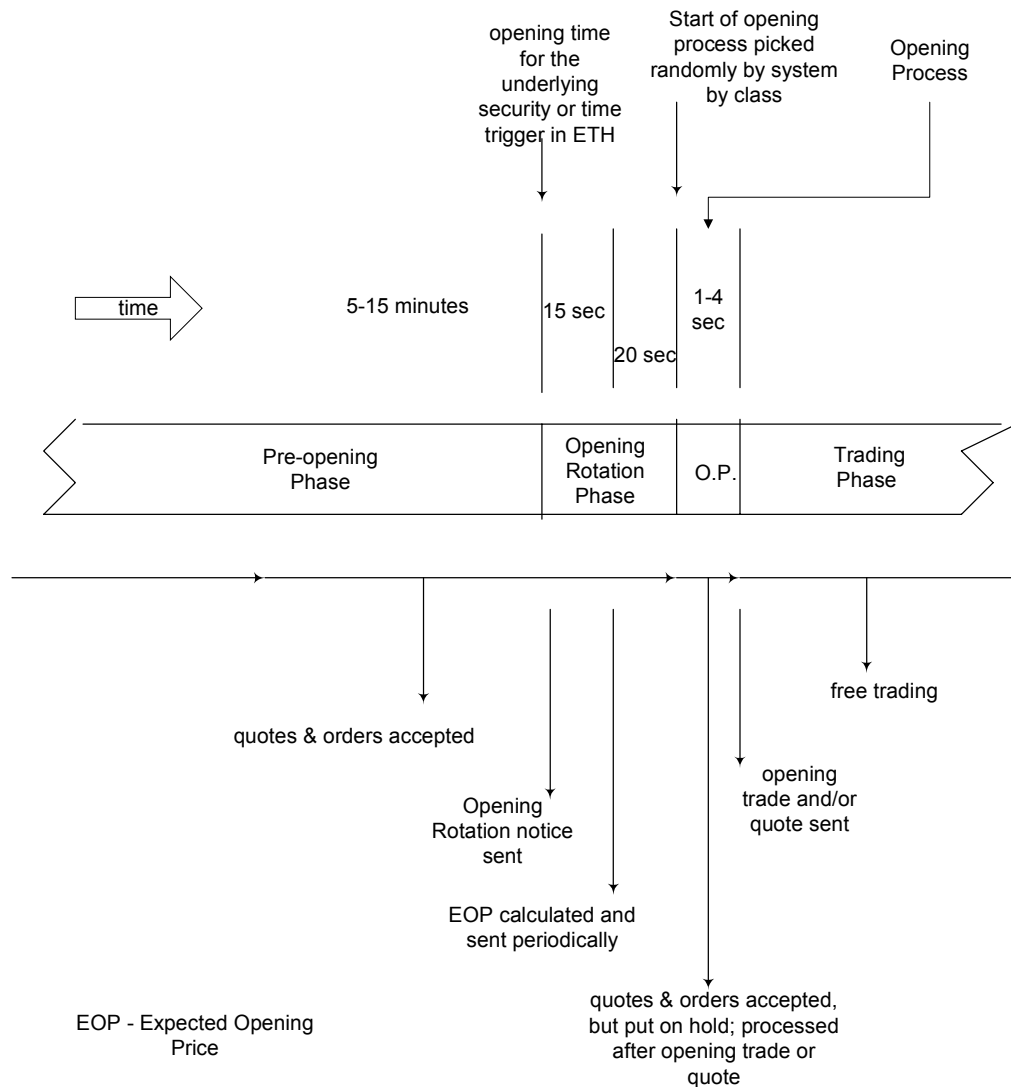 opening time
for the
underlying
security or time
trigger in ETH
Start of opening
process picked
randomly by system
by class
Opening
Process
time
5-15 minutes
15 sec
20 sec
1-4
sec
Pre-opening
Phase
Opening
Rotation
Phase
O.P.
Trading
Phase
quotes & orders accepted
free trading
Opening
Rotation notice
sent
opening
trade and/or
quote sent
EOP calculated and
sent periodically
quotes & orders accepted,
but put on hold; processed
after opening trade or
quote
EOP - Expected Opening
Price